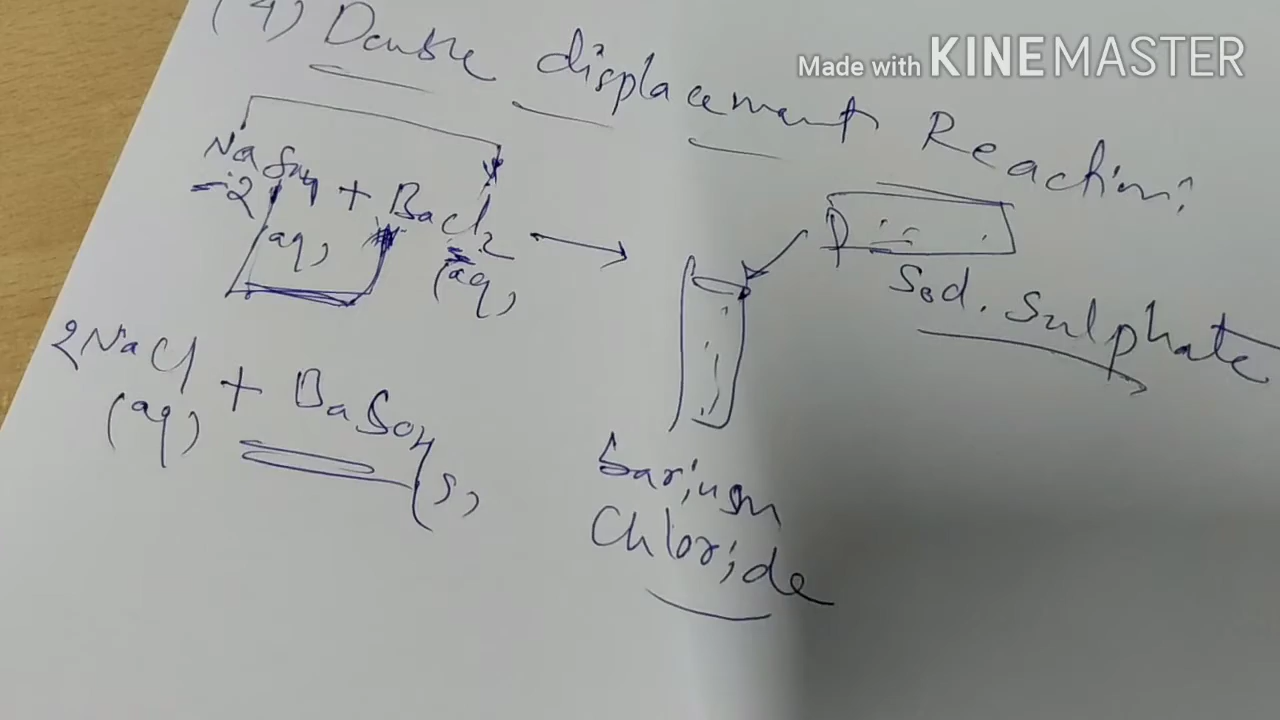 Made with KINEMASTER
(4) Double displacement Reaction:
Na2SO4 + BaCl2 →
(aq) (aq)
Sod. Sulphate
2NaCl + BaSO4
(aq) (s)
barium
Chloride